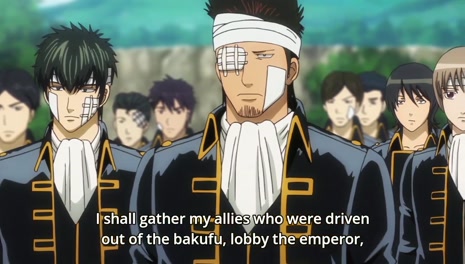 I shall gather my allies who were driven
out of the bakufu, lobby the emperor,